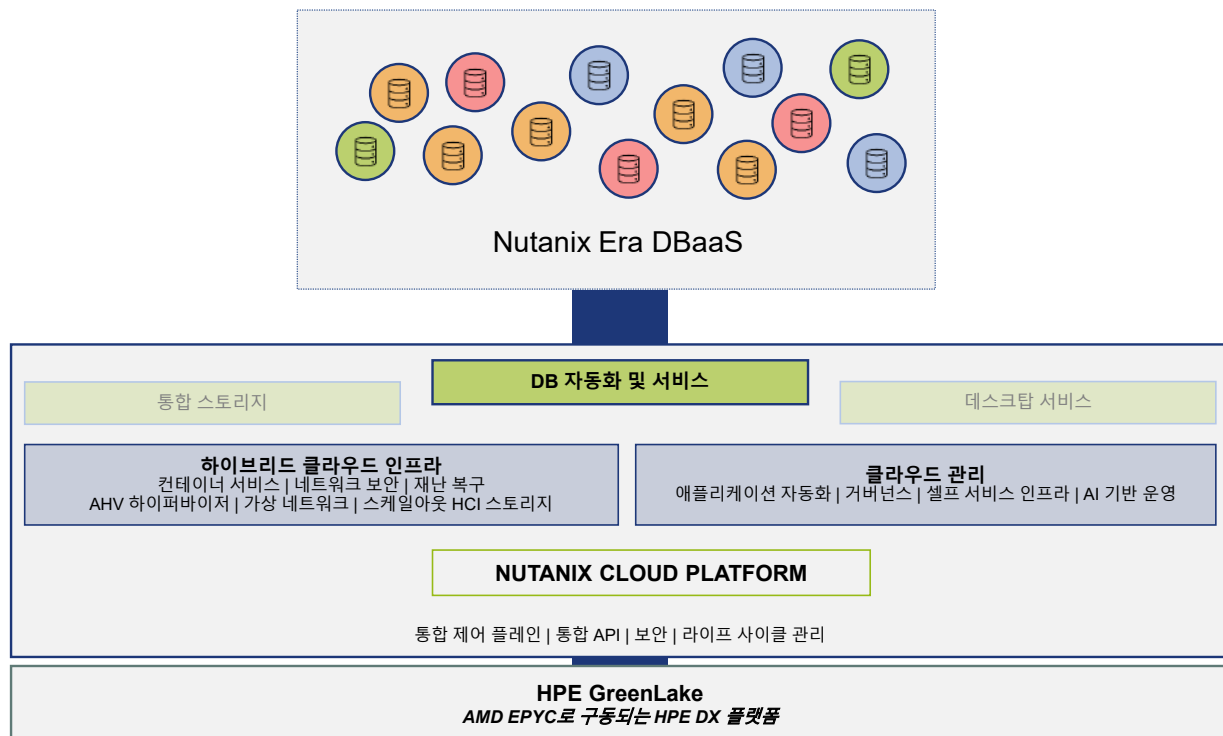 Nutanix Era DBaaS
DB 자동화 및 서비스
통합 스토리지
데스크탑 서비스
하이브리드 클라우드 인프라
컨테이너 서비스 | 네트워크 보안 | 재난 복구
AHV 하이퍼바이저 | 가상 네트워크 | 스케일아웃 HCI 스토리지
클라우드 관리
애플리케이션 자동화 | 거버넌스 | 셀프 서비스 인프라 | AI 기반 운영
NUTANIX CLOUD PLATFORM
통합 제어 플레인 | 통합 API | 보안 | 라이프 사이클 관리
HPE GreenLake
AMD EPYC로 구동되는 HPE DX 플랫폼